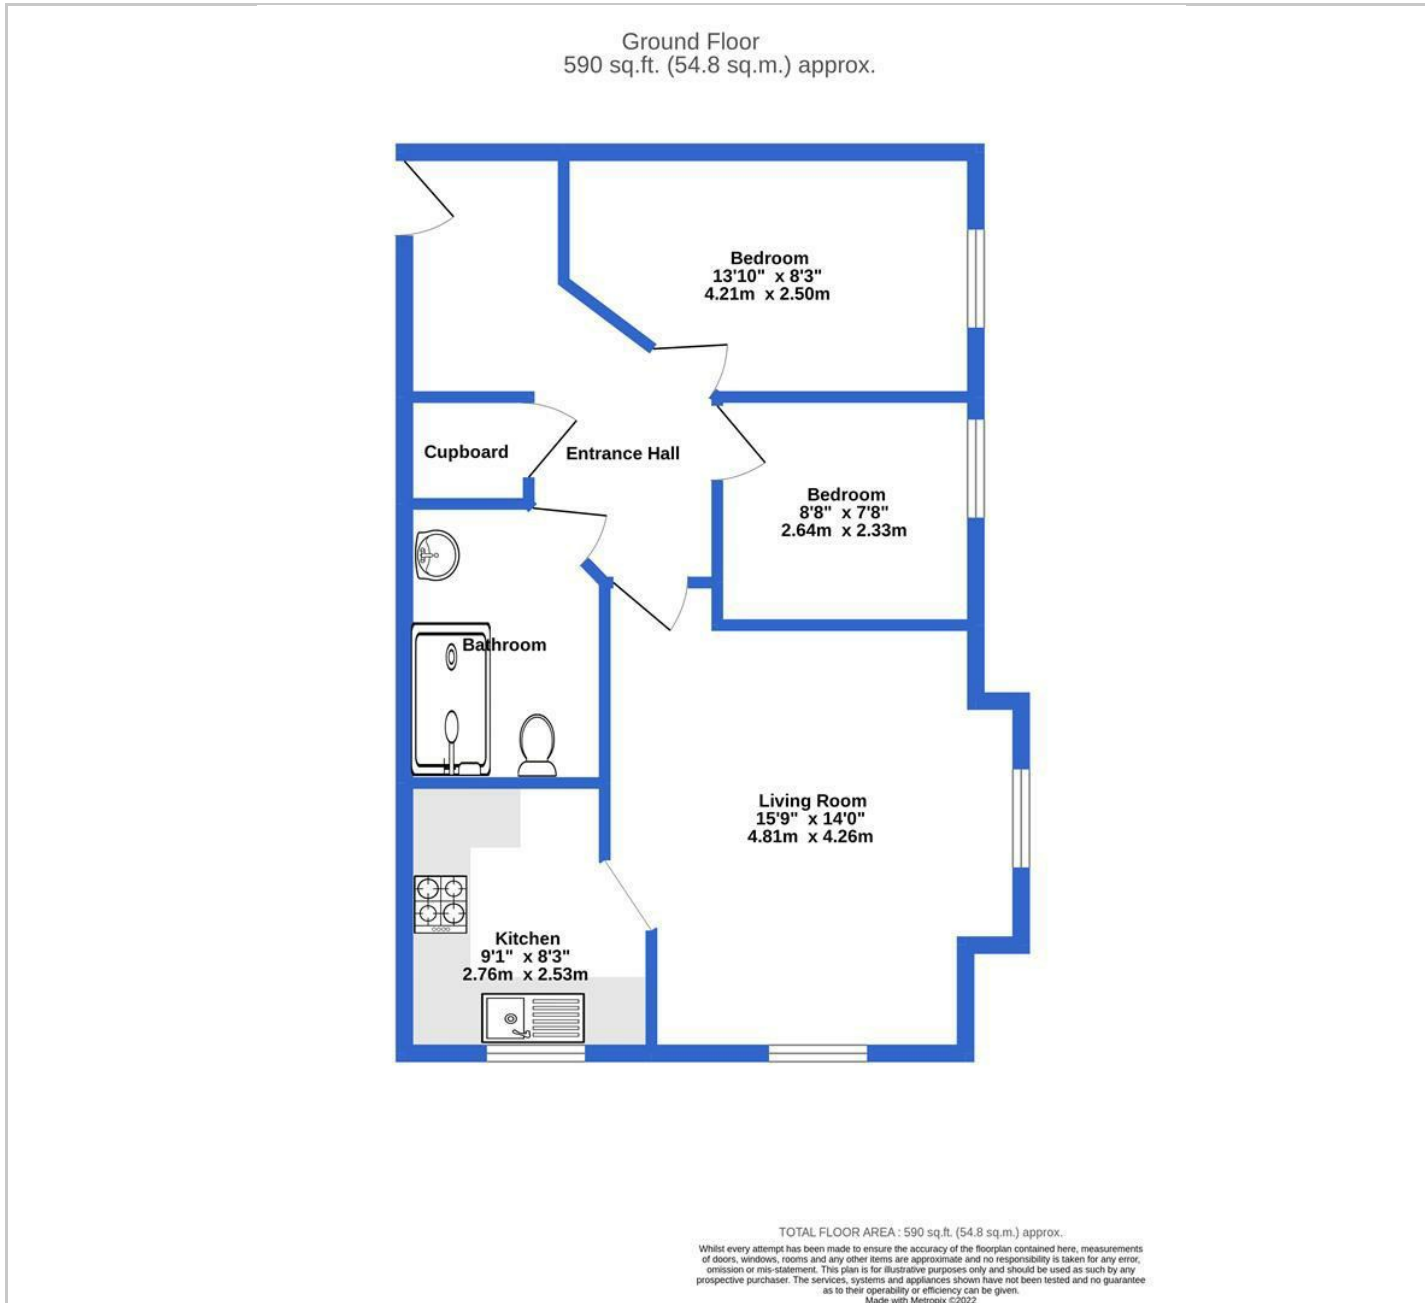 Ground Floor
590 sq.ft. (54.8 sq.m.) approx.
Bedroom
13'10" x 8'3"
4.21m x 2.50m
Cupboard
Entrance Hall
Bedroom
8'8" x 7'8"
2.64m x 2.33m
Bathroom
Living Room
15'9" x 14'0"
4.81m x 4.26m
Kitchen
9'1" x 8'3"
2.76m x 2.53m
TOTAL FLOOR AREA : 590 sq.ft. (54.8 sq.m.) approx.
Whilst every attempt has been made to ensure the accuracy of the floorplan contained here, measurements
of doors, windows, rooms and any other items are approximate and no responsibility is taken for any error,
omission or mis-statement. This plan is for illustrative purposes only and should be used as such by any
prospective purchaser. The services, systems and appliances shown have not been tested and no guarantee
as to their operability or efficiency can be given.
Made with Metropix ©2022